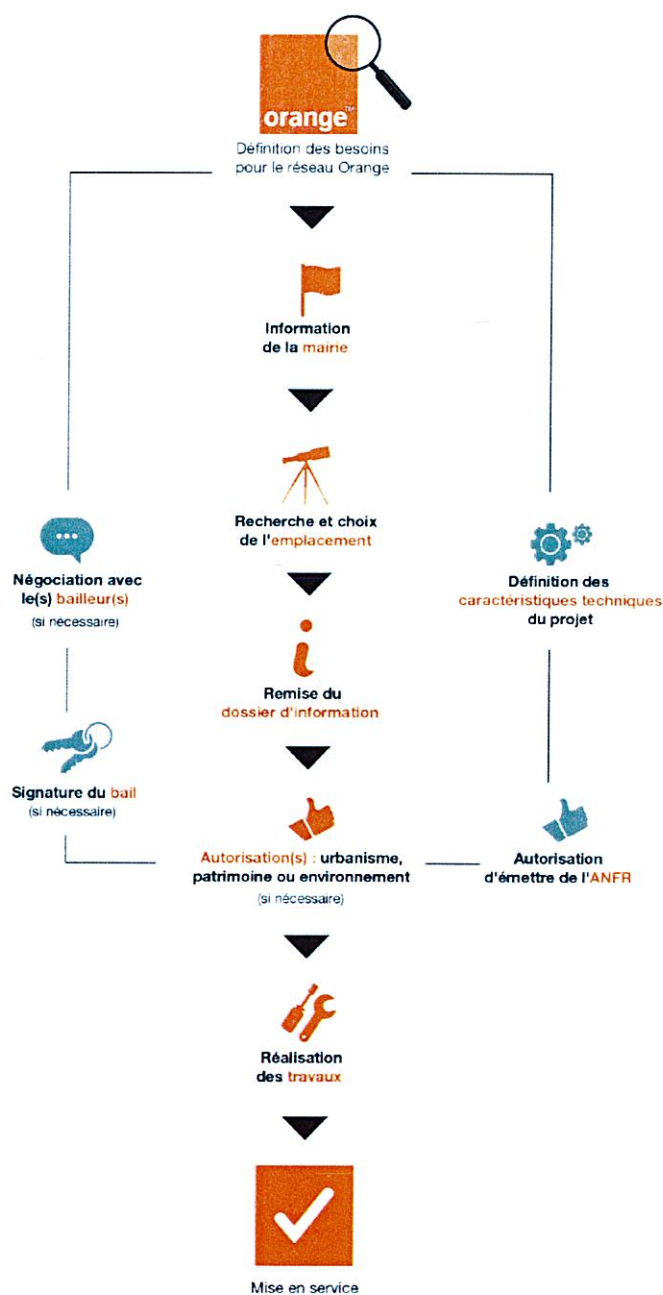 orange™
Définition des besoins
pour le réseau Orange
Information
de la mairie
Recherche et choix
de l'emplacement
Négociation avec
le(s) bailleur(s)
(si nécessaire)
Définition des
caractéristiques techniques
du projet
Remise du
dossier d'information
Signature du bail
(si nécessaire)
Autorisation(s) : urbanisme,
patrimoine ou environnement
(si nécessaire)
Autorisation
d'émettre de l'ANFR
Réalisation
des travaux
Mise en service